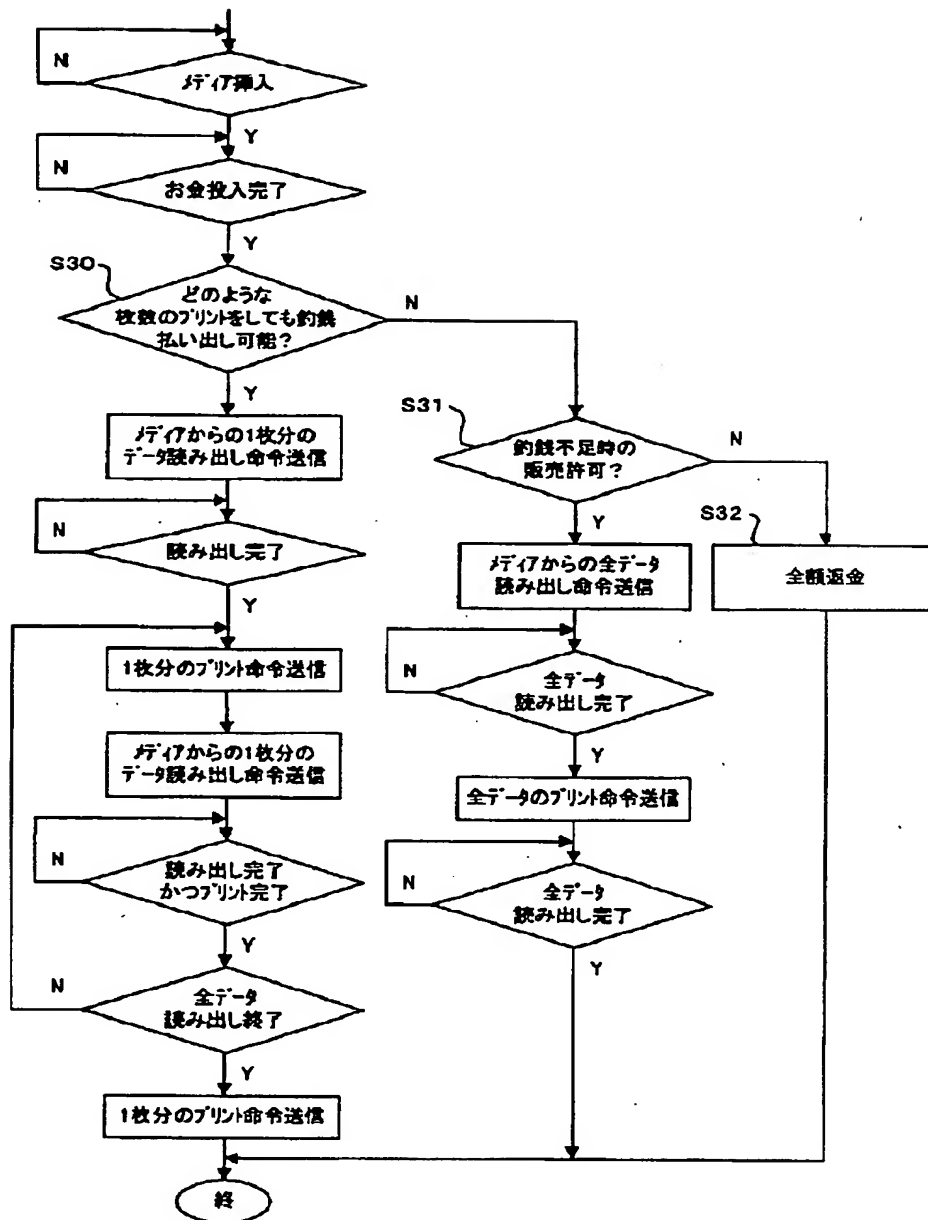 N
メディア挿入
Y
N
お金投入完了
Y
S30
どのような
枚数のプリントをしても釣銭
払い出し可能？
N
Y
メディアからの1枚分の
データ読み出し命令送信
N
読み出し完了
Y
1枚分のプリント命令送信
メディアからの1枚分の
データ読み出し命令送信
N
読み出し完了
かつプリント完了
Y
N
全データ
読み出し終了
Y
1枚分のプリント命令送信
終
S31
釣銭不足時の
販売許可？
N
Y
メディアからの全データ
読み出し命令送信
N
全データ
読み出し完了
Y
全データのプリント命令送信
N
全データ
読み出し完了
Y
S32
全額返金